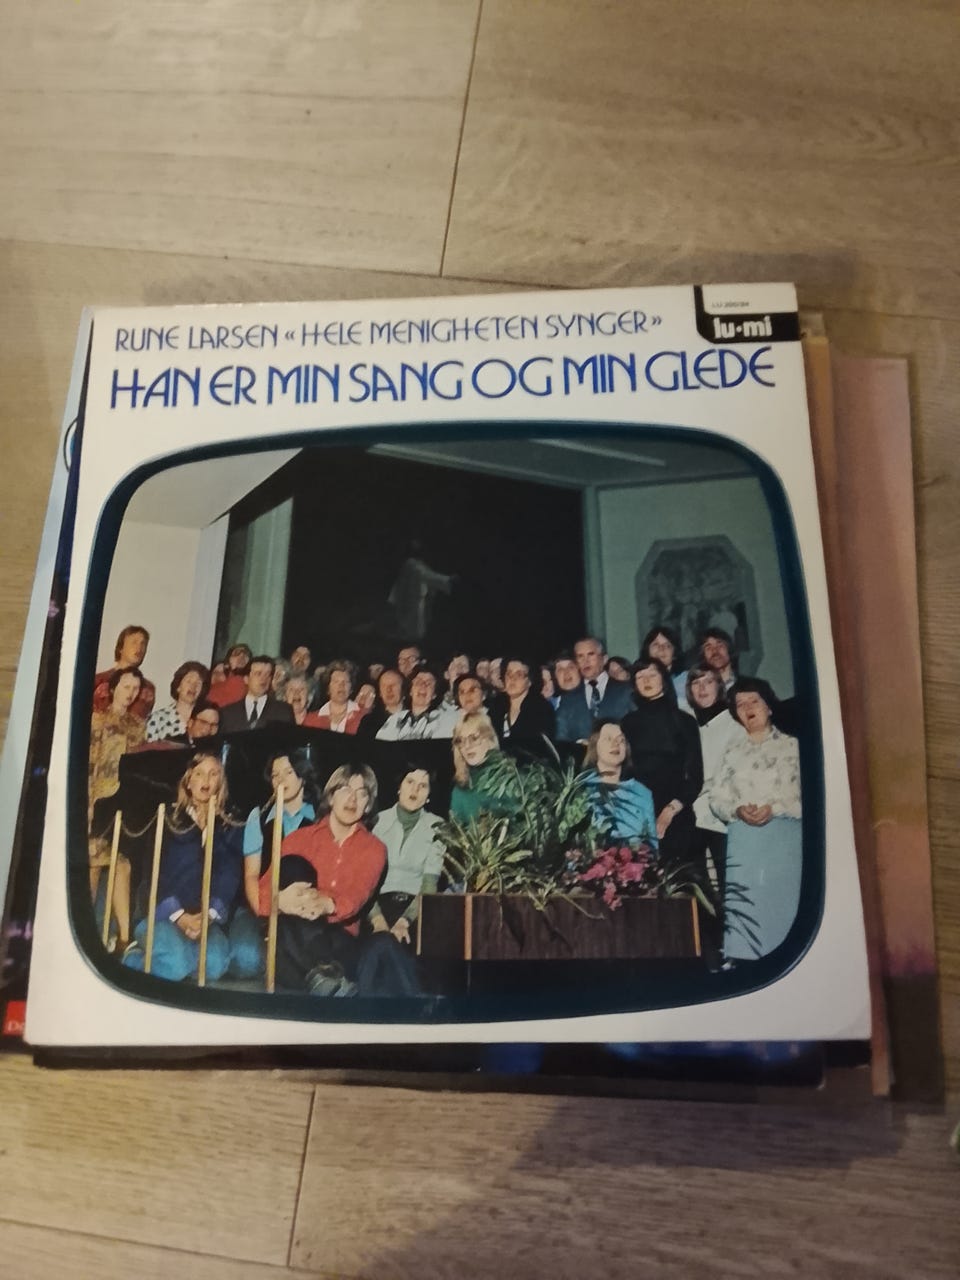 RUNE LARSEN «HELE MENIGHETEN SYNGER»
HAN ER MIN SANG OG MIN GLEDE
lu·mi